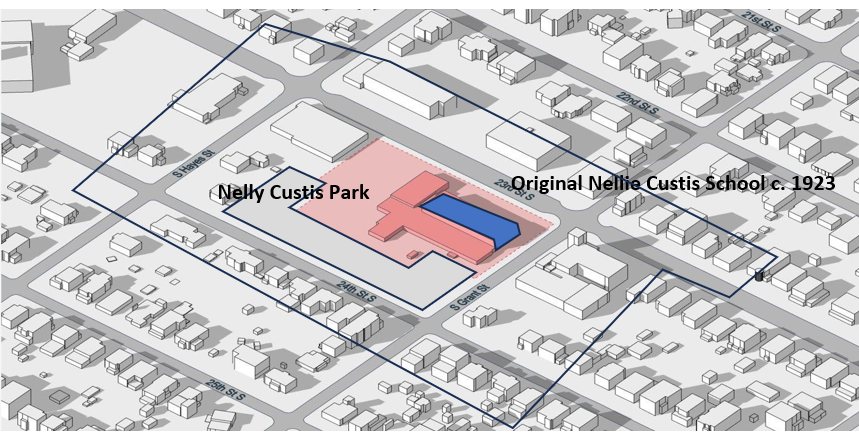 21st St S
22nd St S
S Hayes St
23rd St S
Original Nellie Custis School c. 1923
Nelly Custis Park
24th St S
S Grant St
25th St S